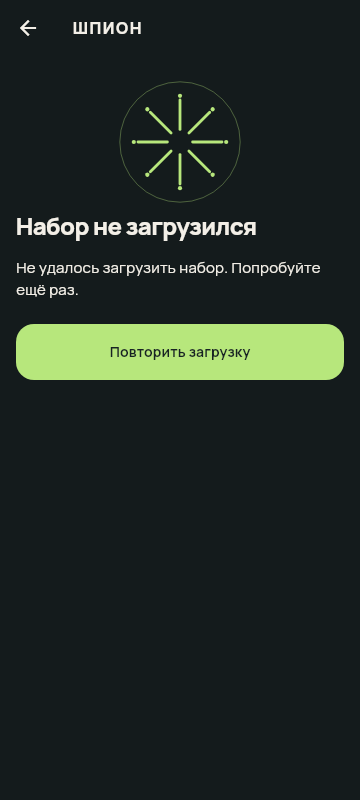 ШПИОН
Набор не загрузился
Не удалось загрузить набор. Попробуйте
ещё раз.
Повторить загрузку